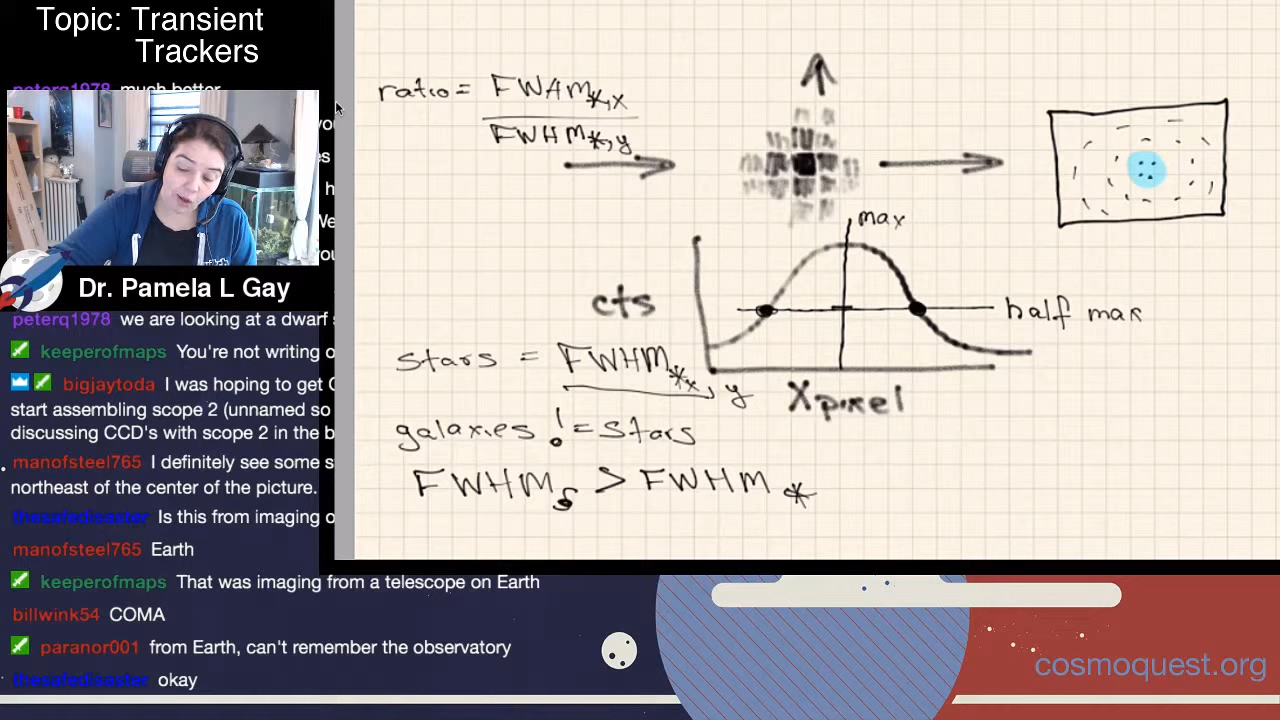 Topic: Transient
Trackers
peterq1978 much better
Dr. Pamela L Gay
peterq1978 we are looking at a dwarf
keeperofmaps You're not writing
bigjaytoda I was hoping to get
start assembling scope 2 (unnamed so
discussing CCD's with scope 2 in the b
manofsteel765 I definitely see some s
northeast of the center of the picture.
thesafedisaster Is this from imaging o
manofsteel765 Earth
keeperofmaps That was imaging from a telescope on Earth
billwink54 COMA
paranor001 from Earth, can't remember the observatory
thesafedisaster okay
ratio = FWHM*,x
FWHM*,y
max
cts
half max
stars = FWHM*x,y
Xpixel
galaxies != stars
FWHMs > FWHM*
cosmoquest.org